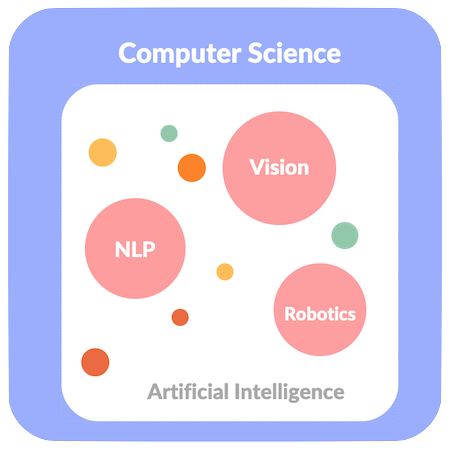 Computer Science
Vision
NLP
Robotics
Artificial Intelligence